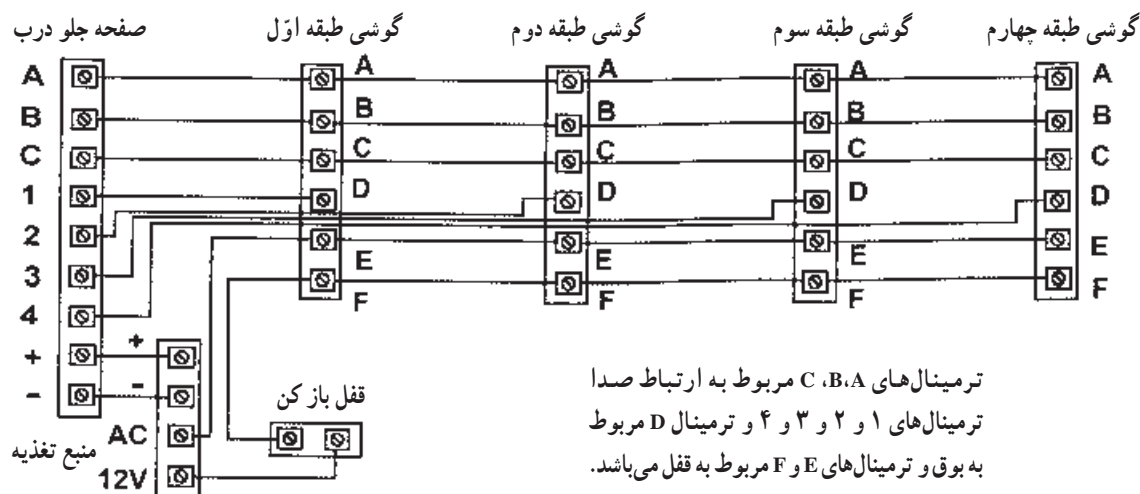 صفحه جلو درب
گوشی طبقه اوّل
گوشی طبقه دوم
گوشی طبقه سوم
گوشی طبقه چهارم
A
B
C
1
2
3
4
+
-
A
B
C
D
E
F
A
B
C
D
E
F
A
B
C
D
E
F
A
B
C
D
E
F
+
-
AC
12V
منبع تغذیه
قفل باز کن
ترمینال‌های C ،B،A مربوط به ارتباط صدا
ترمینال‌های ۱ و ۲ و ۳ و ۴ و ترمینال D مربوط
به بوق و ترمینال‌های E و F مربوط به قفل می‌باشد.